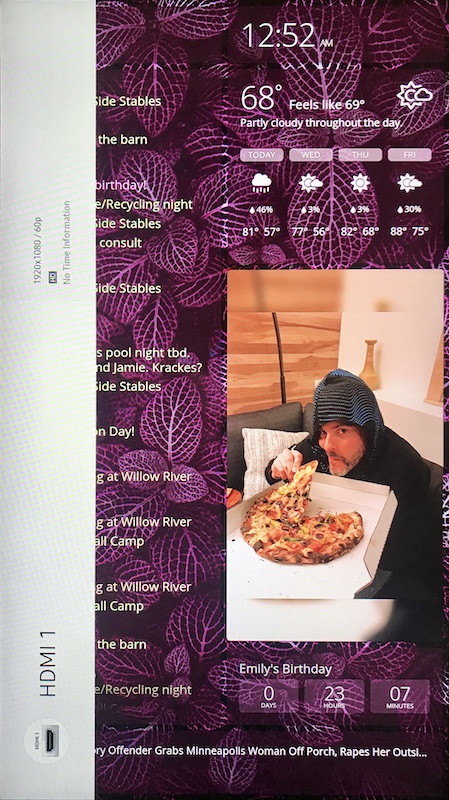 12:52 AM
68° Feels like 69°
Partly cloudy throughout the day.
TODAY WED THU FRI
46% 3% 3% 30%
81° 57° 77° 56° 82° 68° 88° 75°
Side Stables
the barn
birthday!
e/Recycling night
Side Stables
consult
Side Stables
s pool night tbd.
nd Jamie. Krackes?
Side Stables
on Day!
g at Willow River
g at Willow River
all Camp
g at Willow River
all Camp
the barn
e/Recycling night
Emily's Birthday
0 23 07
DAYS HOURS MINUTES
ory Offender Grabs Minneapolis Woman Off Porch, Rapes Her Outsi...
HDMI 1
HDMI 1
1920x1080 / 60p
HD
No Time Information